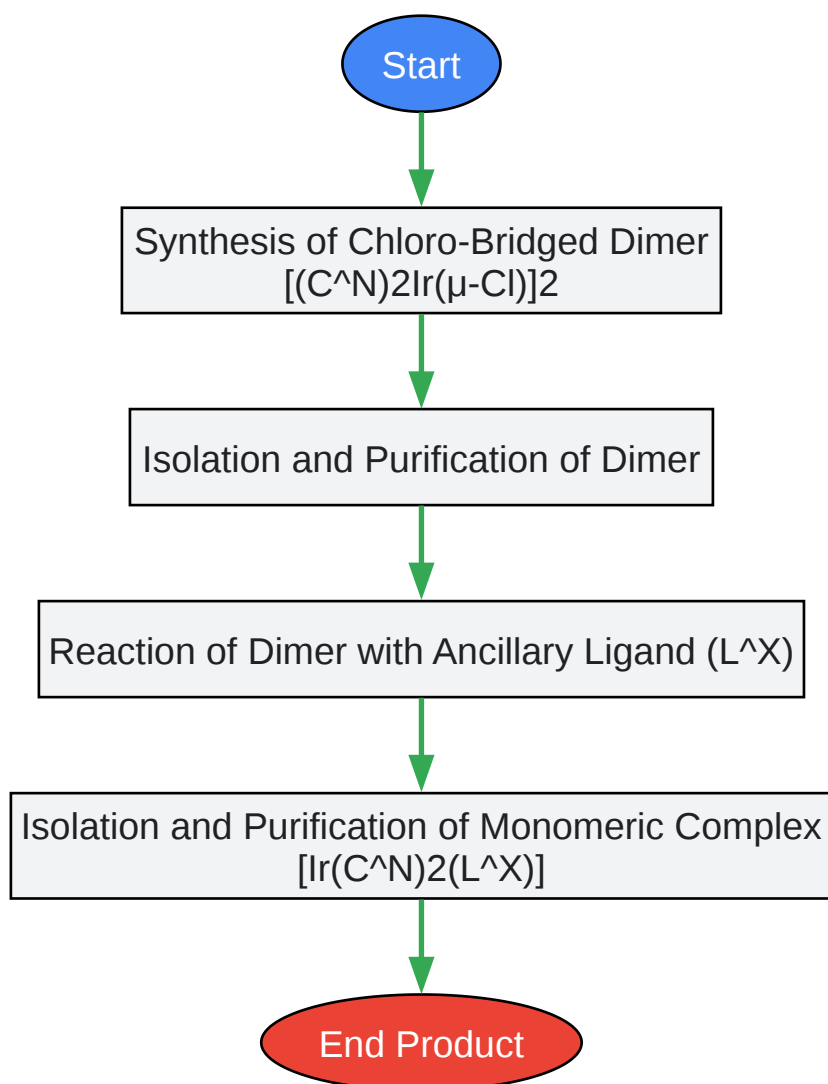 Start
Synthesis of Chloro-Bridged Dimer
[(C^N)2Ir(μ-Cl)]2
Isolation and Purification of Dimer
Reaction of Dimer with Ancillary Ligand (L^X)
Isolation and Purification of Monomeric Complex
[Ir(C^N)2(L^X)]
End Product